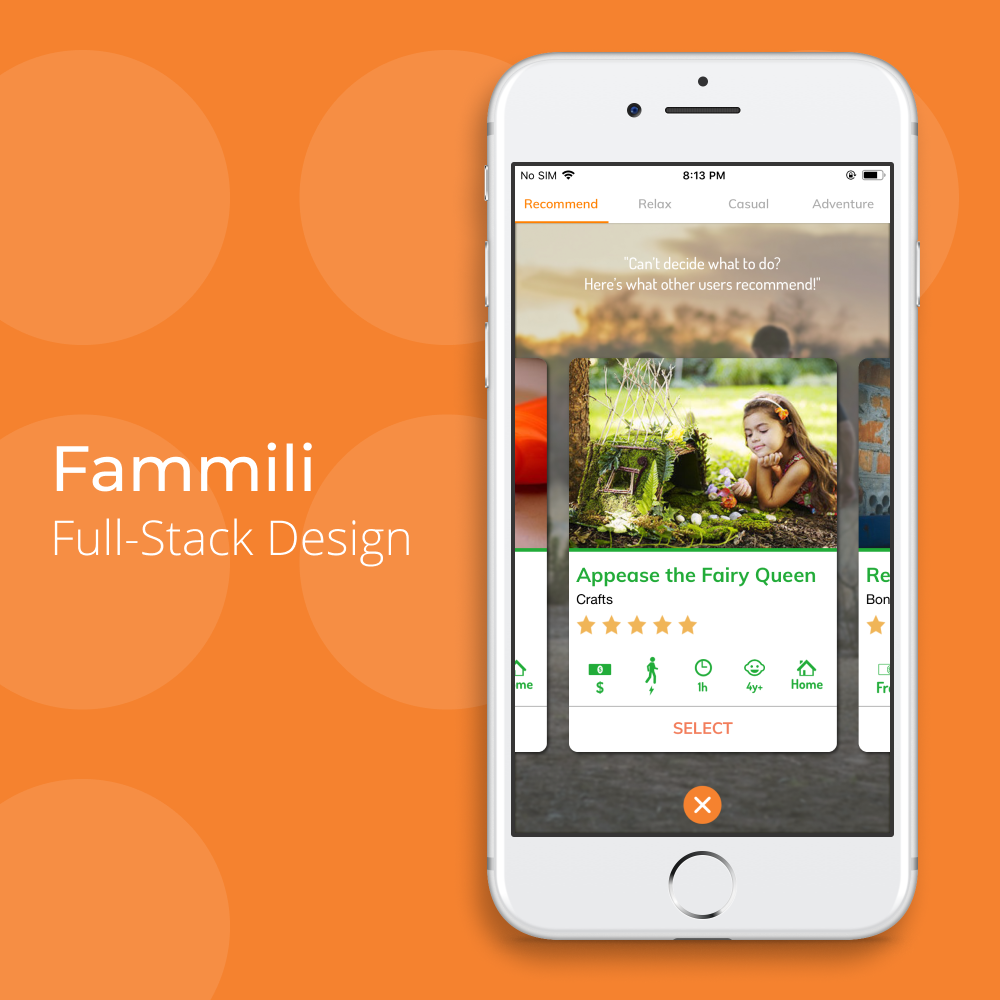 Fammili
Full-Stack Design
No SIM 8:13 PM
Recommend Relax Casual Adventure
"Can't decide what to do?
Here's what other users recommend!"
Appease the Fairy Queen
Crafts
$ 1h 4y+ Home
SELECT
me
Re
Bon
Fr